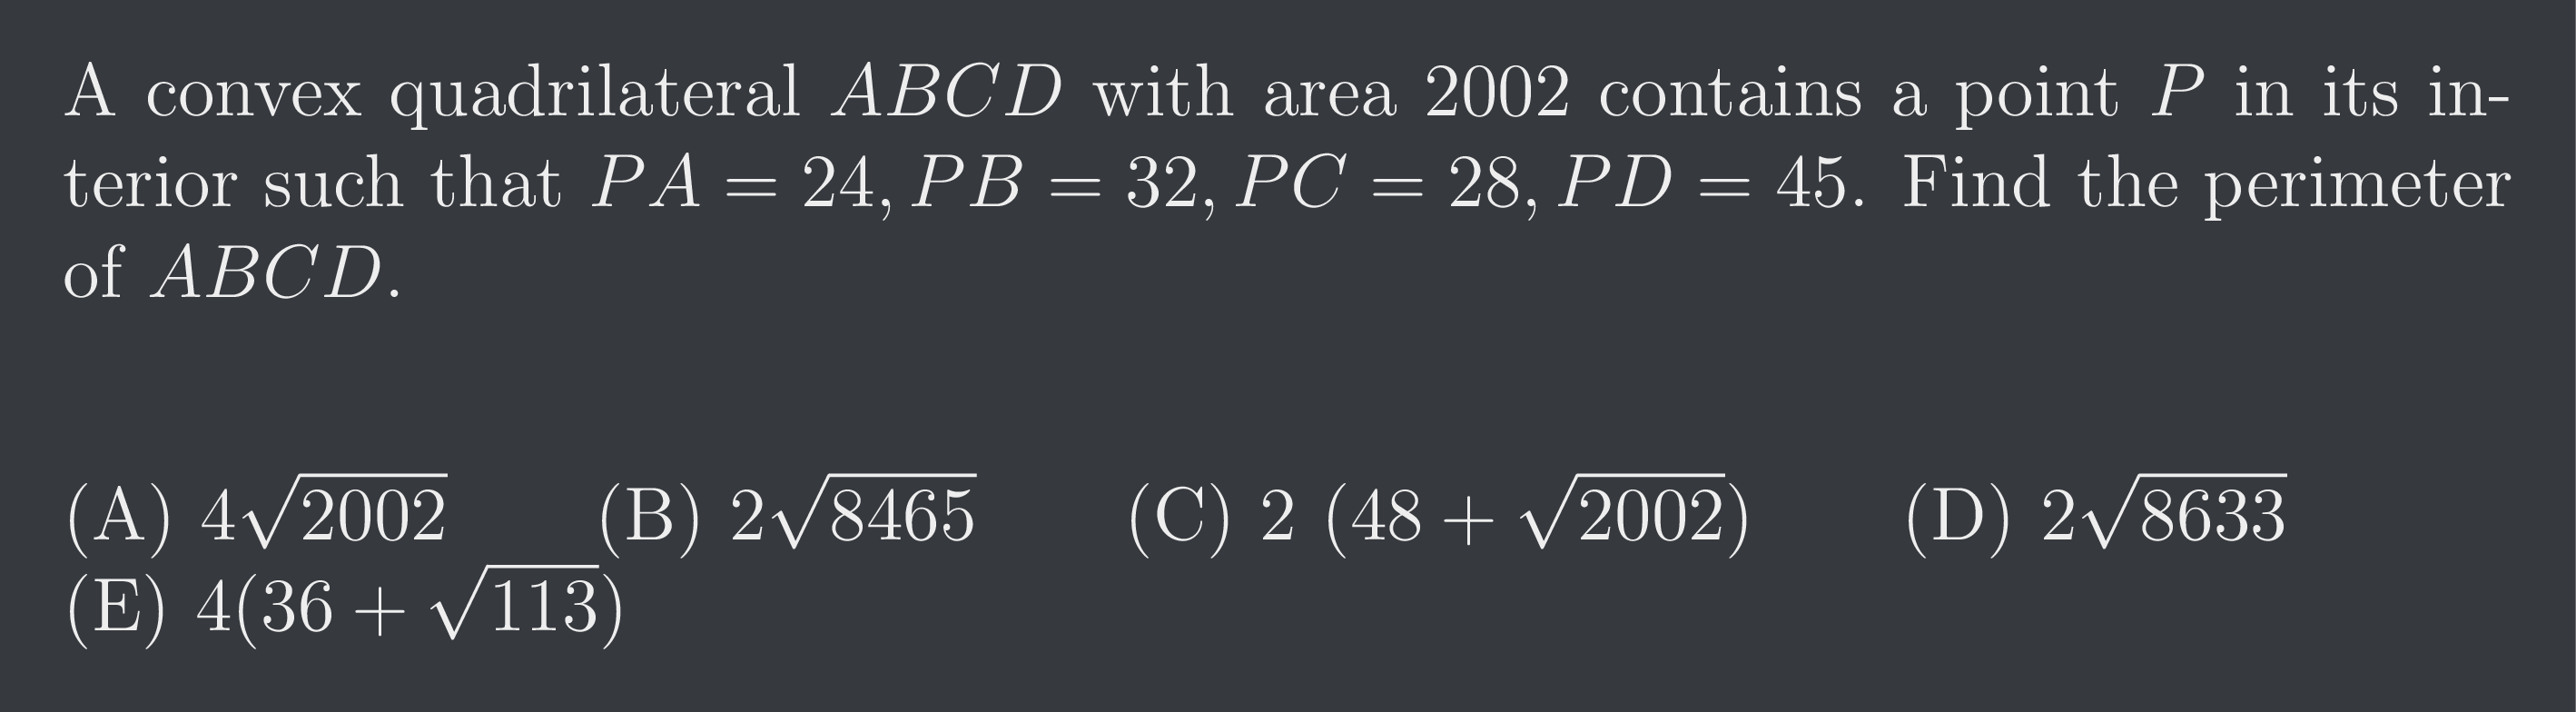 A convex quadrilateral ABCD with area 2002 contains a point P in its in-
terior such that PA = 24, PB = 32, PC = 28, PD = 45. Find the perimeter
of ABCD.
(A) 4√2002 (B) 2√8465 (C) 2 (48 + √2002) (D) 2√8633
(E) 4(36 + √113)